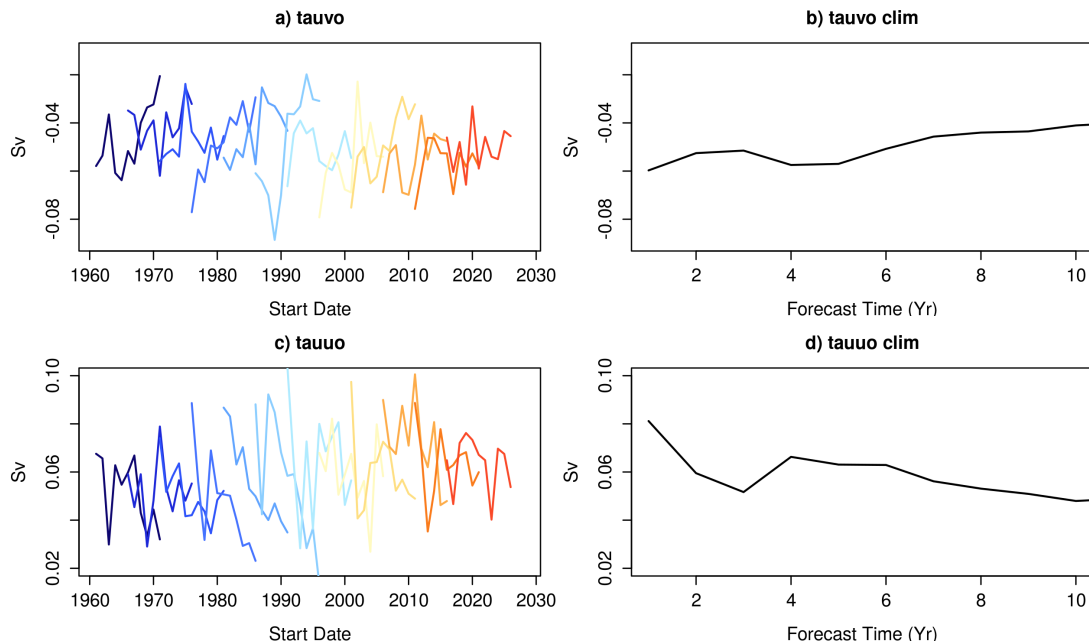 a) tauvo
Sv
-0.04
-0.08
1960 1970 1980 1990 2000 2010 2020 2030
Start Date
b) tauvo clim
Sv
-0.04
-0.08
2 4 6 8 10
Forecast Time (Yr)
c) tauuo
Sv
0.10
0.06
0.02
1960 1970 1980 1990 2000 2010 2020 2030
Start Date
d) tauuo clim
Sv
0.10
0.06
0.02
2 4 6 8 10
Forecast Time (Yr)